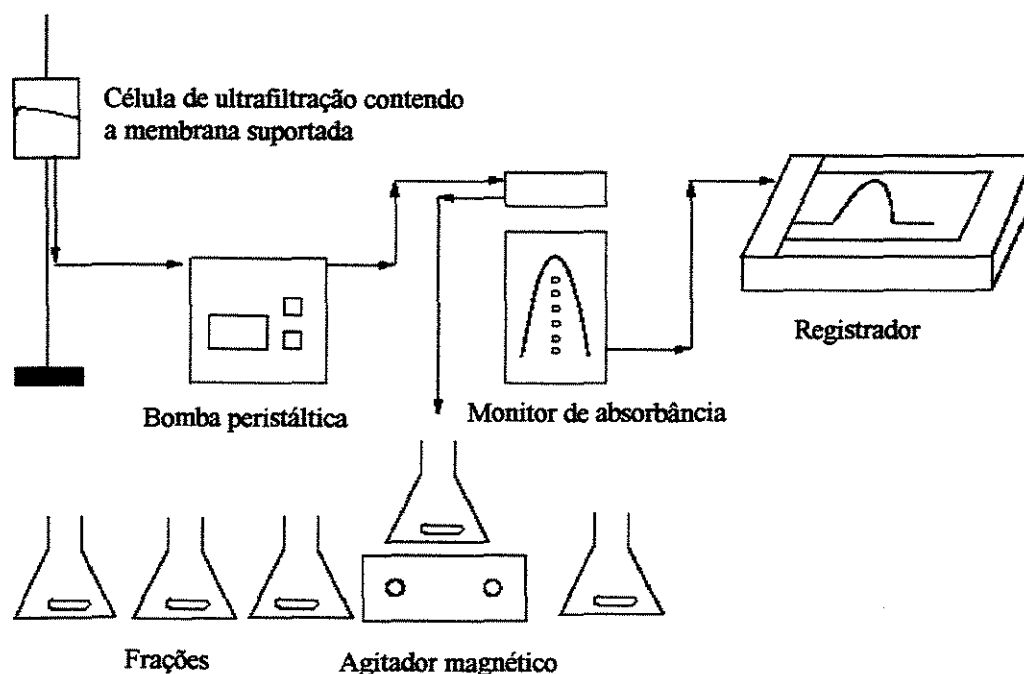 Célula de ultrafiltração contendo
a membrana suportada
Registrador
Bomba peristáltica
Monitor de absorbância
Frações
Agitador magnético